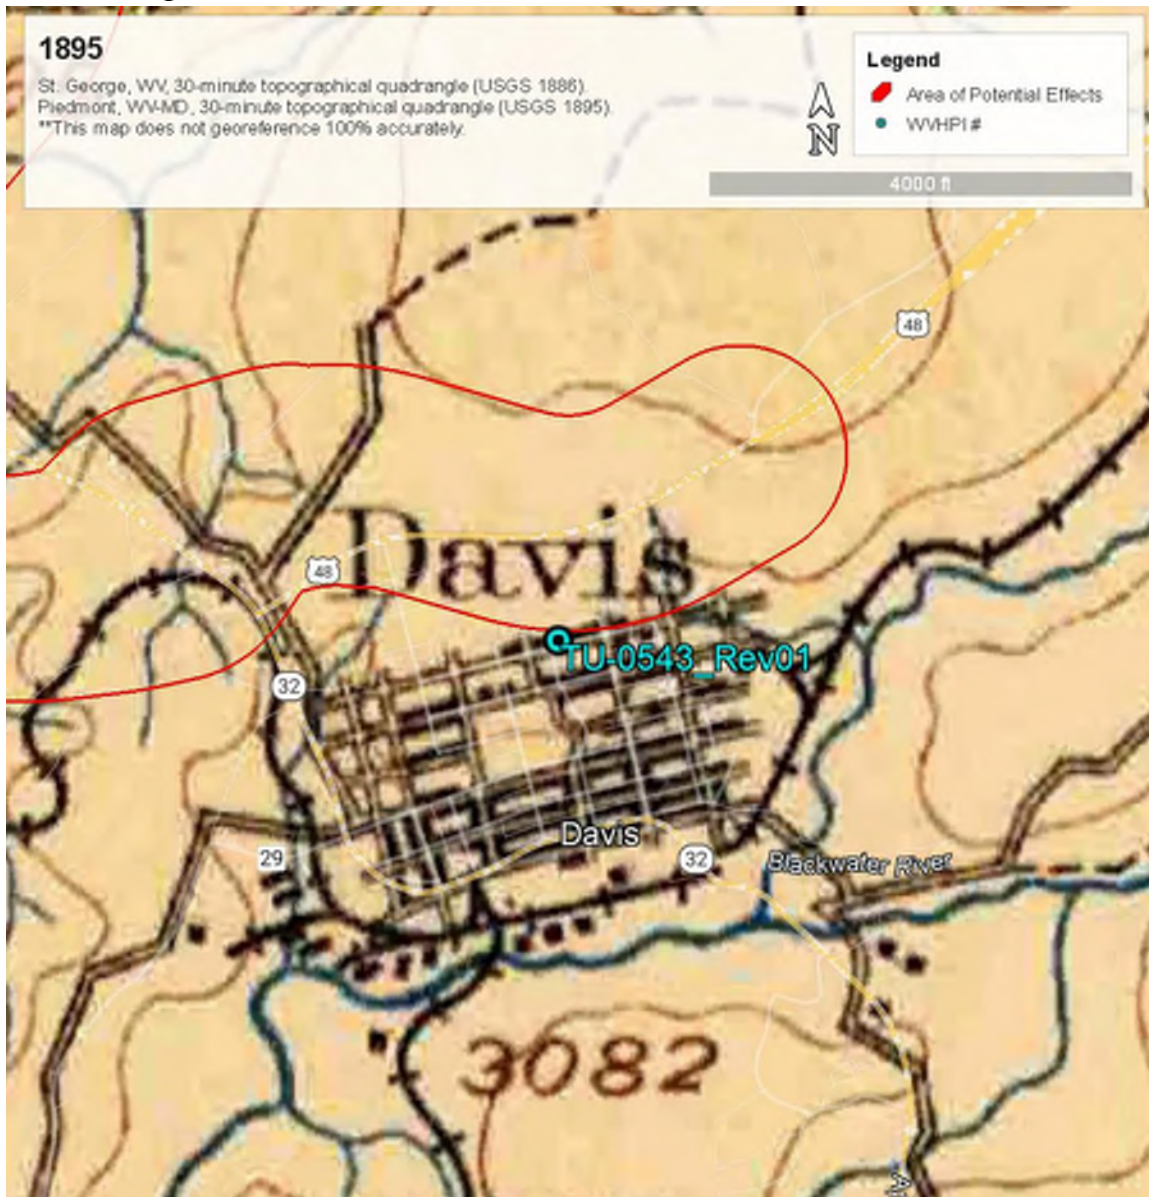 1895
St. George, WV, 30-minute topographical quadrangle (USGS 1886).
Piedmont, WV-MD, 30-minute topographical quadrangle (USGS 1895).
**This map does not georeference 100% accurately.
N
Legend
Area of Potential Effects
WVHPI #
4000 ft
48
Davis
48
TU-0543_Rev01
32
Davis
29
32
Blackwater River
3082